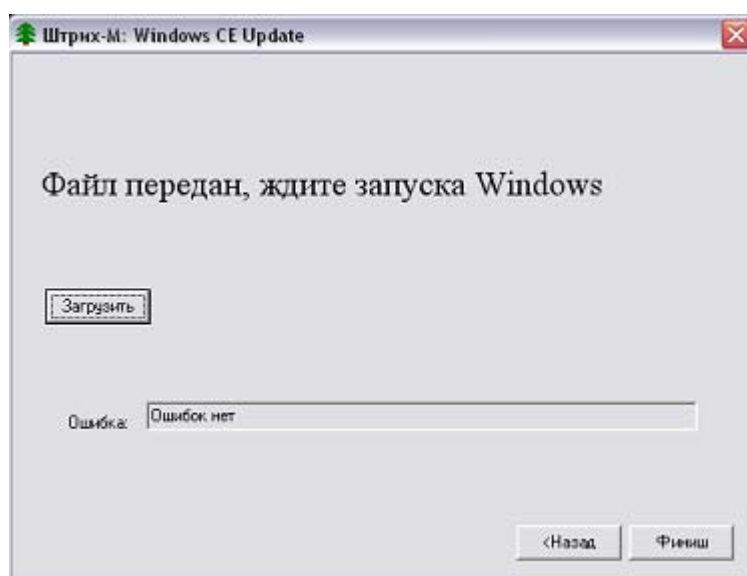 Штрих-М: Windows CE Update
Файл передан, ждите запуска Windows
Загрузить
Ошибка: Ошибок нет
<Назад Финиш